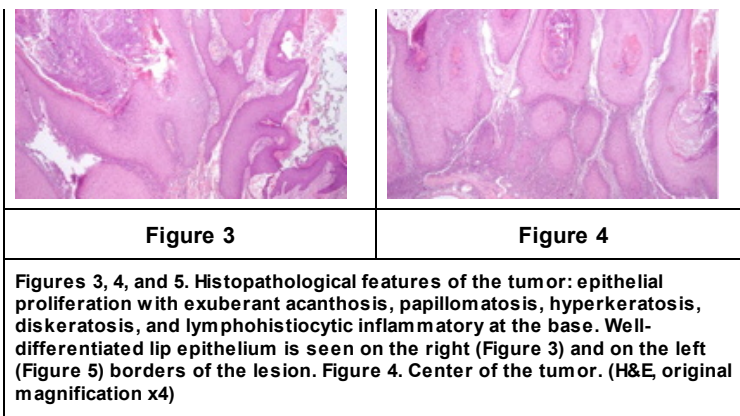 Figure 3
Figure 4
Figures 3, 4, and 5. Histopathological features of the tumor: epithelial
proliferation with exuberant acanthosis, papillomatosis, hyperkeratosis,
diskeratosis, and lymphohistiocytic inflammatory at the base. Well-
differentiated lip epithelium is seen on the right (Figure 3) and on the left
(Figure 5) borders of the lesion. Figure 4. Center of the tumor. (H&E, original
magnification x4)